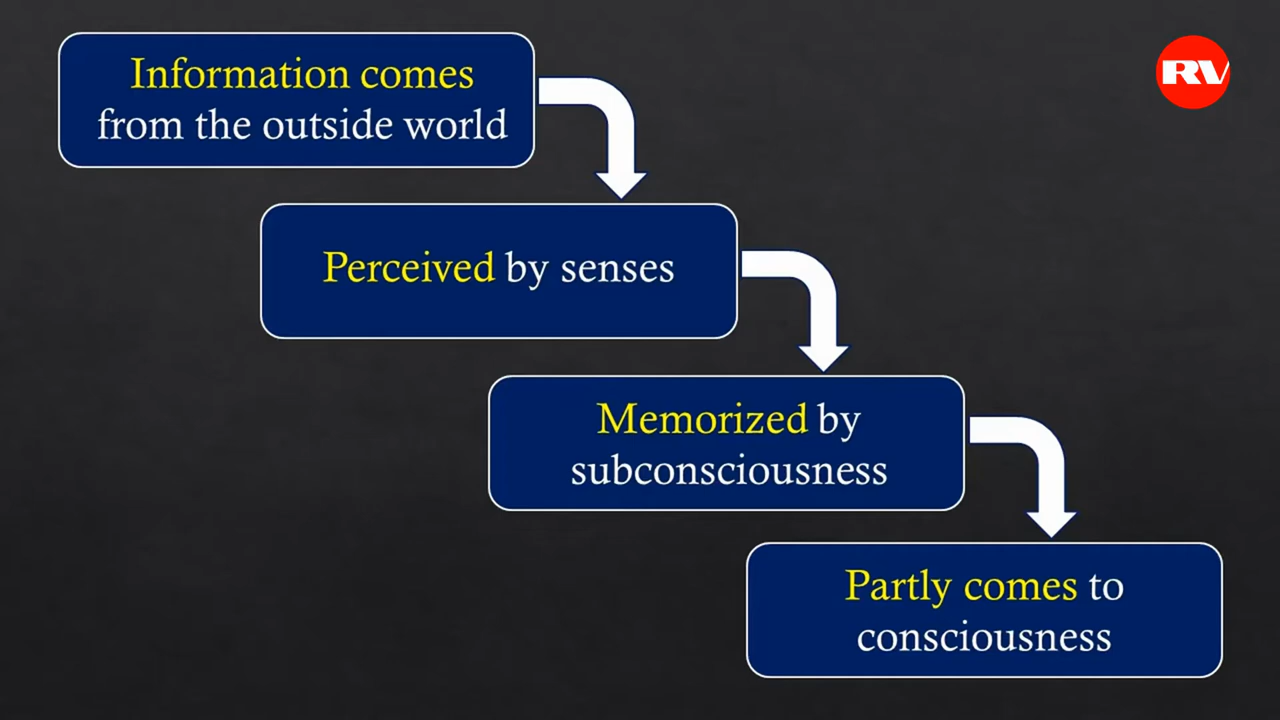 Information comes
from the outside world
RV
Perceived by senses
Memorized by
subconsciousness
Partly comes to
consciousness